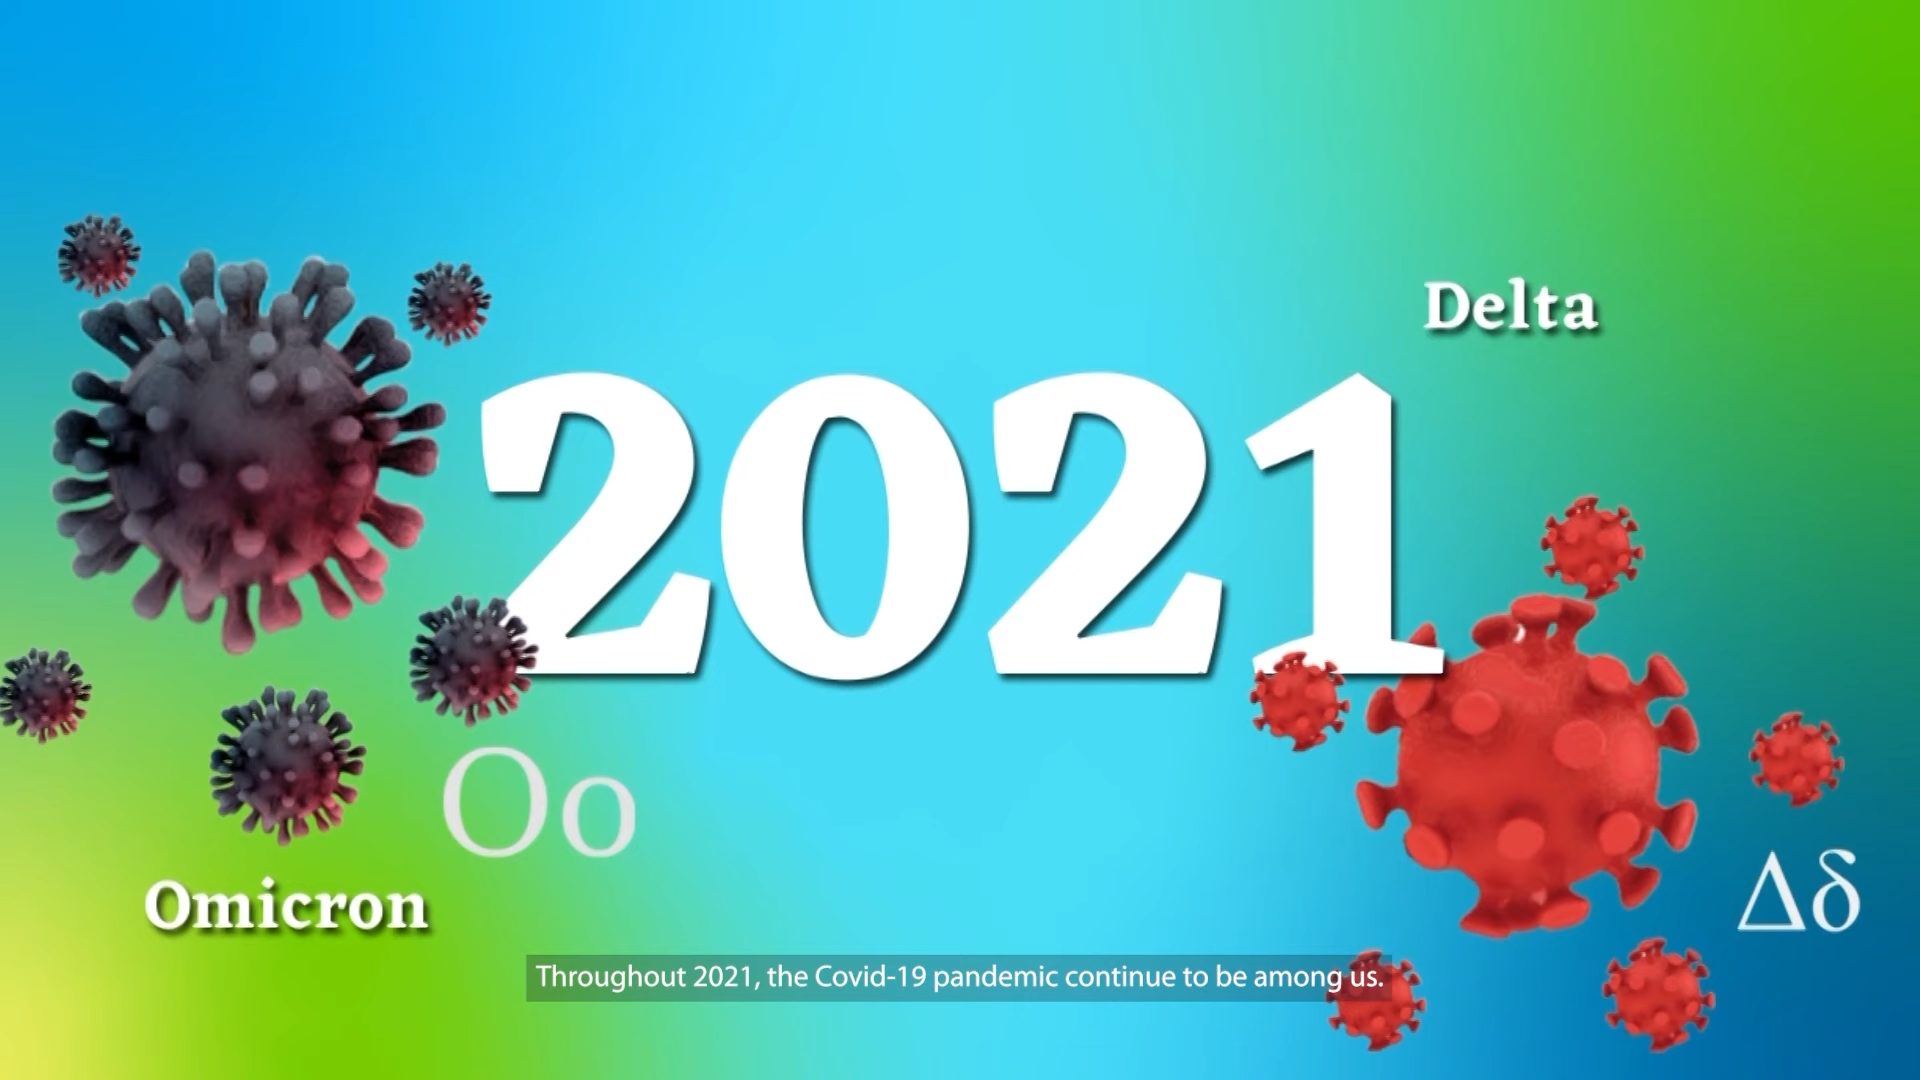 Delta
2021
Oo
Δδ
Omicron
Throughout 2021, the Covid-19 pandemic continue to be among us.